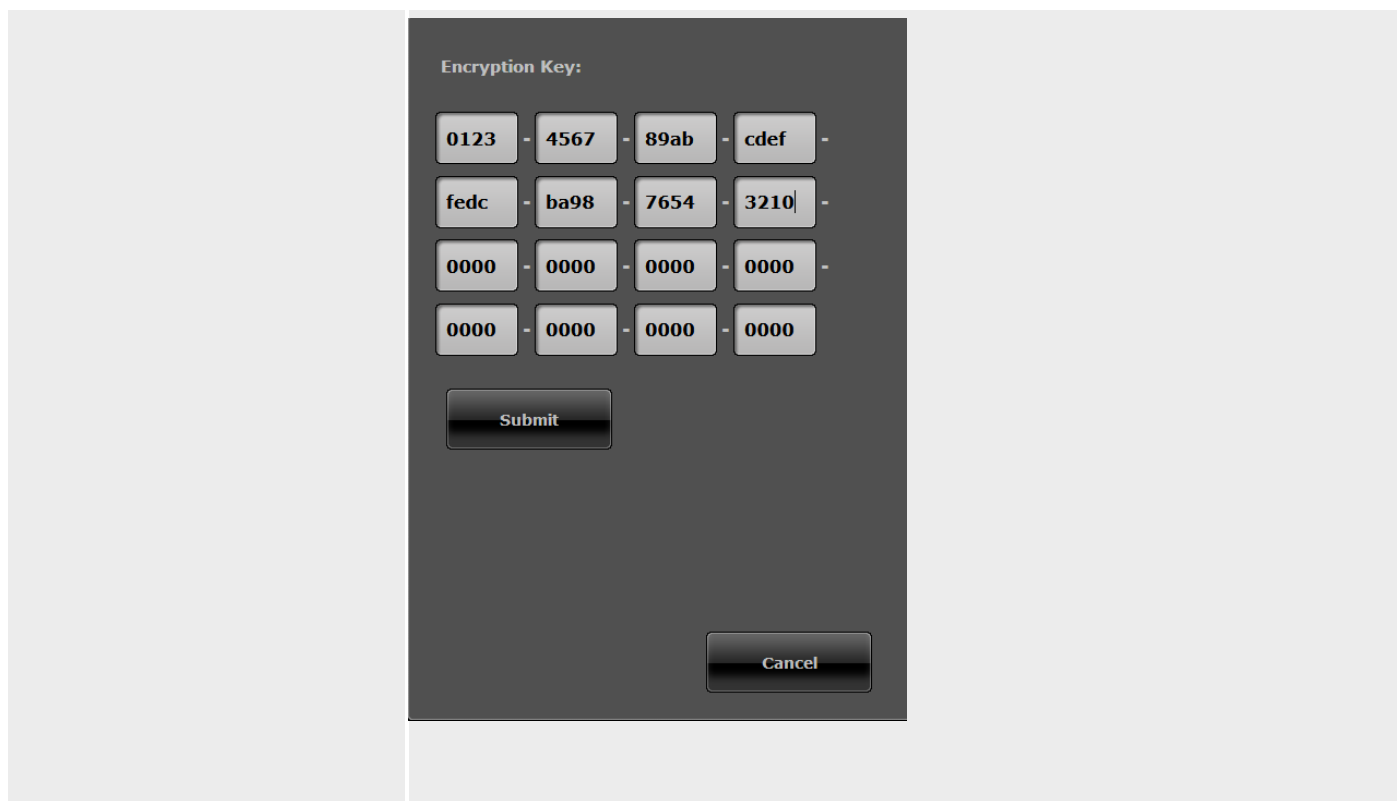 Encryption Key:
0123 - 4567 - 89ab - cdef -
fedc - ba98 - 7654 - 3210 -
0000 - 0000 - 0000 - 0000 -
0000 - 0000 - 0000 - 0000
Submit
Cancel